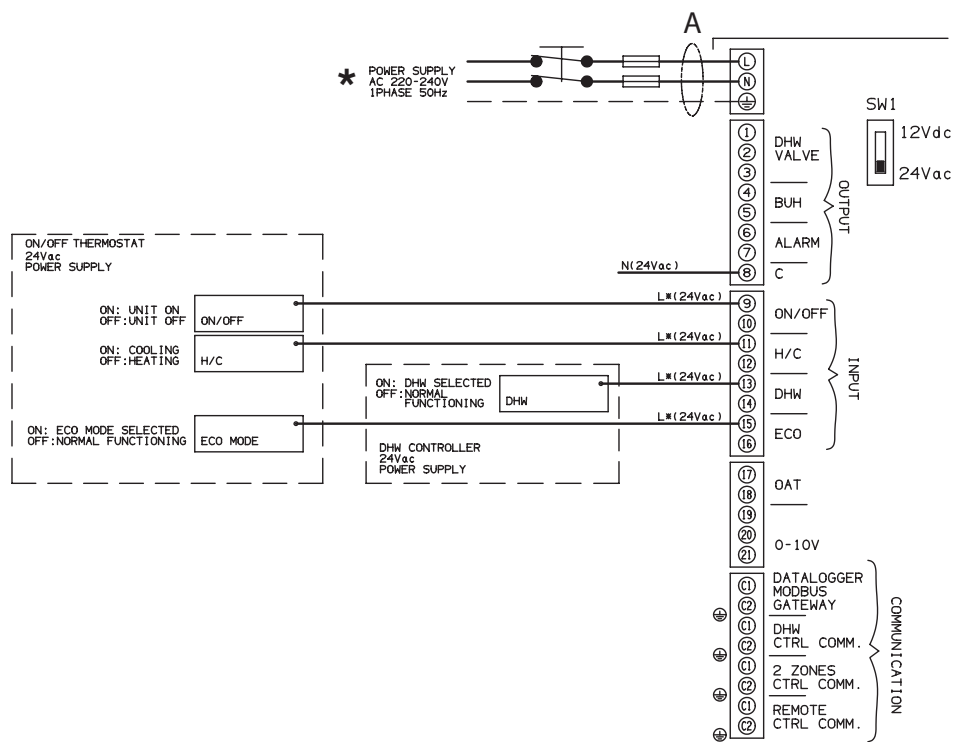 A
*
POWER SUPPLY
AC 220-240V
1PHASE 50Hz
L
N
SW1
12Vdc
24Vac
1
2
3
4
5
6
7
8
DHW
VALVE
BUH
ALARM
C
OUTPUT
N(24Vac)
ON/OFF THERMOSTAT
24Vac
POWER SUPPLY
ON: UNIT ON
OFF:UNIT OFF
ON/OFF
L*(24Vac)
ON: COOLING
OFF:HEATING
H/C
L*(24Vac)
ON: DHW SELECTED
OFF:NORMAL
FUNCTIONING
DHW
L*(24Vac)
ON: ECO MODE SELECTED
OFF:NORMAL FUNCTIONING
ECO MODE
L*(24Vac)
DHW CONTROLLER
24Vac
POWER SUPPLY
9
10
11
12
13
14
15
16
ON/OFF
H/C
DHW
ECO
INPUT
17
18
19
20
21
OAT
0-10V
C1
C2
C1
C2
C1
C2
C1
C2
DATALOGGER
MODBUS
GATEWAY
DHW
CTRL COMM.
2 ZONES
CTRL COMM.
REMOTE
CTRL COMM.
COMMUNICATION